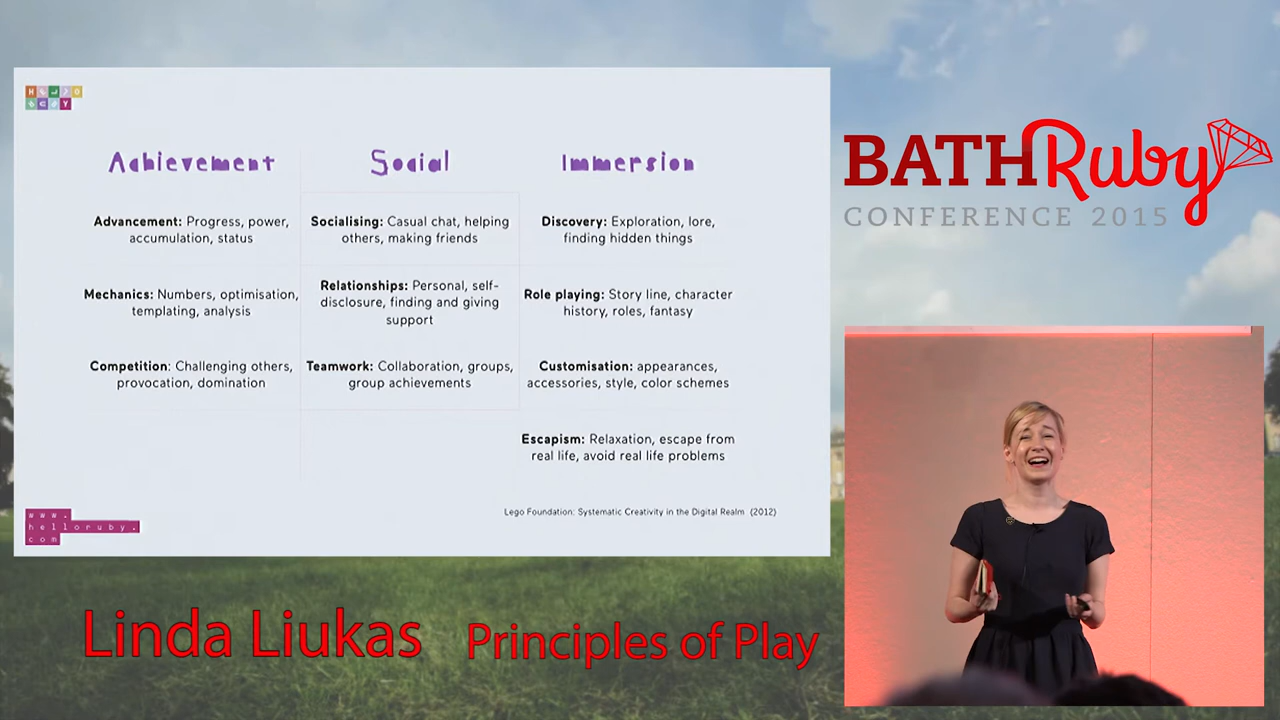 HELLO
RUBY
Achievement
Social
Immersion
Advancement: Progress, power,
accumulation, status
Socialising: Casual chat, helping
others, making friends
Discovery: Exploration, lore,
finding hidden things
Mechanics: Numbers, optimisation,
templating, analysis
Relationships: Personal, self-
disclosure, finding and giving
support
Role playing: Story line, character
history, roles, fantasy
Competition: Challenging others,
provocation, domination
Teamwork: Collaboration, groups,
group achievements
Customisation: appearances,
accessories, style, color schemes
Escapism: Relaxation, escape from
real life, avoid real life problems
Lego Foundation: Systematic Creativity in the Digital Realm (2012)
www.
helloruby.
com
BATHRuby
CONFERENCE 2015
Linda Liukas
Principles of Play